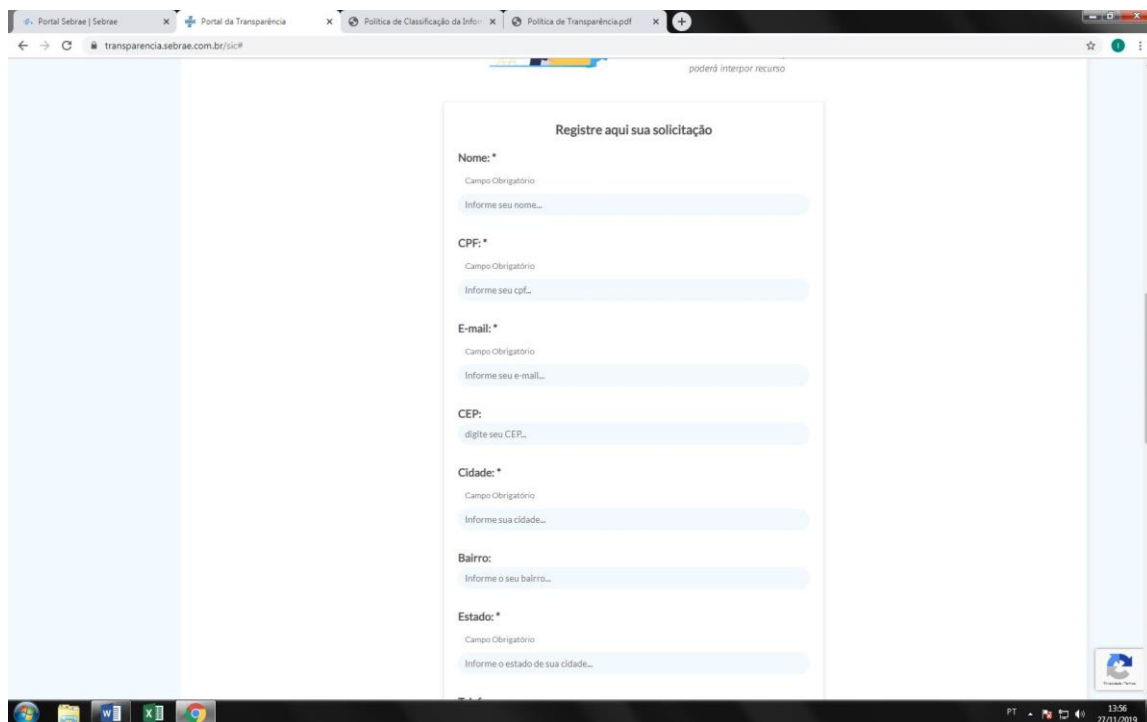 Portal Sebrae | Sebrae
Portal da Transparência
Política de Classificação da Infor
Política de Transparência.pdf
transparencia.sebrae.com.br/sic#
poderá interpor recurso
Registre aqui sua solicitação
Nome: *
Campo Obrigatório
Informe seu nome...
CPF: *
Campo Obrigatório
Informe seu cpf...
E-mail: *
Campo Obrigatório
Informe seu e-mail...
CEP:
digite seu CEP...
Cidade: *
Campo Obrigatório
Informe sua cidade...
Bairro:
Informe o seu bairro...
Estado: *
Campo Obrigatório
Informe o estado de sua cidade...
PT
13:56
27/11/2019